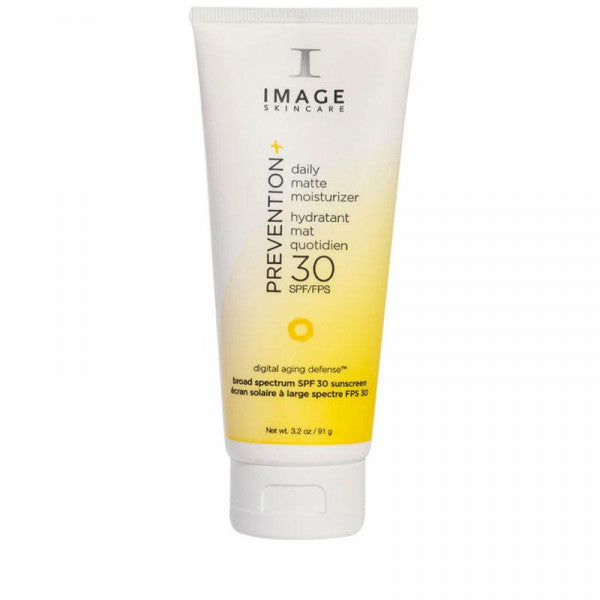 I
IMAGE
SKINCARE
PREVENTION+
daily
matte
moisturizer
hydratant
mat
quotidien
30
SPF/FPS
digital aging defense™
broad spectrum SPF 30 sunscreen
écran solaire à large spectre FPS 30
Net wt. 3.2 oz / 91 g